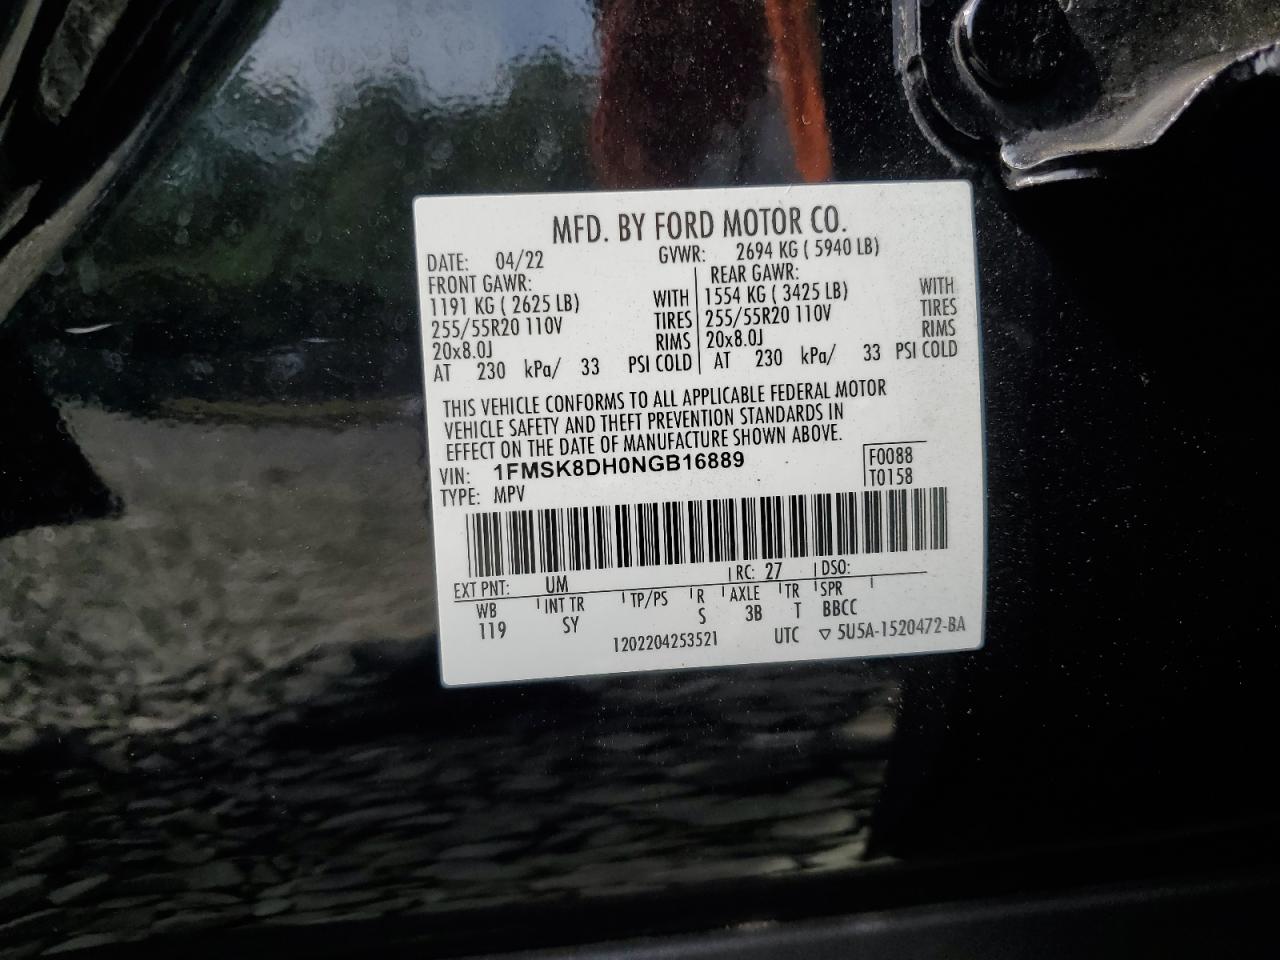 MFD. BY FORD MOTOR CO.
DATE: 04/22 GVWR: 2694 KG ( 5940 LB)
FRONT GAWR: REAR GAWR:
1191 KG ( 2625 LB) WITH 1554 KG ( 3425 LB) WITH
255/55R20 110V TIRES 255/55R20 110V TIRES
20x8.0J RIMS 20x8.0J RIMS
AT 230 kPa/ 33 PSI COLD AT 230 kPa/ 33 PSI COLD
THIS VEHICLE CONFORMS TO ALL APPLICABLE FEDERAL MOTOR
VEHICLE SAFETY AND THEFT PREVENTION STANDARDS IN
EFFECT ON THE DATE OF MANUFACTURE SHOWN ABOVE.
VIN: 1FMSK8DH0NGB16889 F0088
TYPE: MPV T0158
EXT PNT: UM RC: 27 DSO:
WB INT TR TP/PS R AXLE TR SPR
119 SY S 3B T BBCC
1202204253521 UTC ▽ 5U5A-1520472-BA